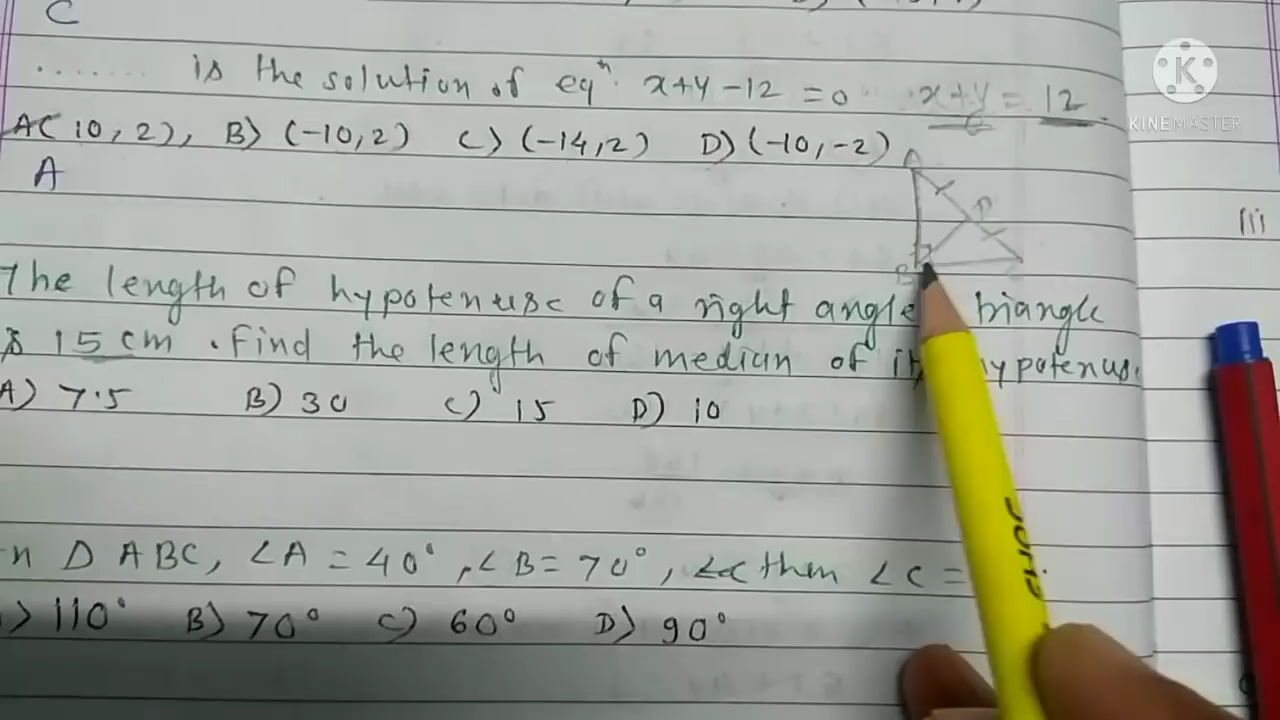 C
........ is the solution of eqⁿ. x+y-12=0 x+y = 12
A( 10, 2), B) (-10, 2) C) (-14, 2) D) (-10, -2)
A
A
D
B
The length of hypotenuse of a right angle triangle
is 15 cm . Find the length of median of its hypotenus.
A) 7.5 B) 30 C) 15 D) 10
In Δ ABC, ∠A = 40°, ∠B = 70°, ∠c then ∠C =
) 110° B) 70° C) 60° D) 90°
(ii
K
KINEMASTER